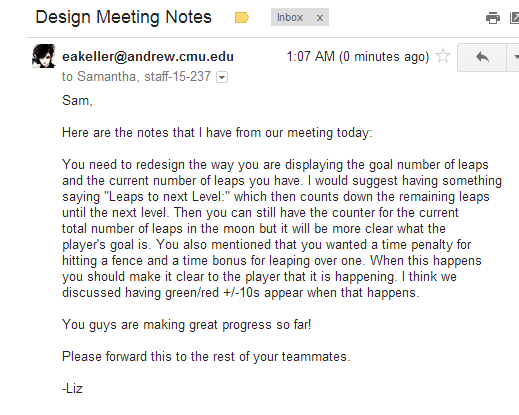 Design Meeting Notes
Inbox x
eakeller@andrew.cmu.edu 1:07 AM (0 minutes ago)
to Samantha, staff-15-237
Sam,
Here are the notes that I have from our meeting today:
You need to redesign the way you are displaying the goal number of leaps
and the current number of leaps you have. I would suggest having something
saying "Leaps to next Level:" which then counts down the remaining leaps
until the next level. Then you can still have the counter for the current
total number of leaps in the moon but it will be more clear what the
player's goal is. You also mentioned that you wanted a time penalty for
hitting a fence and a time bonus for leaping over one. When this happens
you should make it clear to the player that it is happening. I think we
discussed having green/red +/-10s appear when that happens.
You guys are making great progress so far!
Please forward this to the rest of your teammates.
-Liz